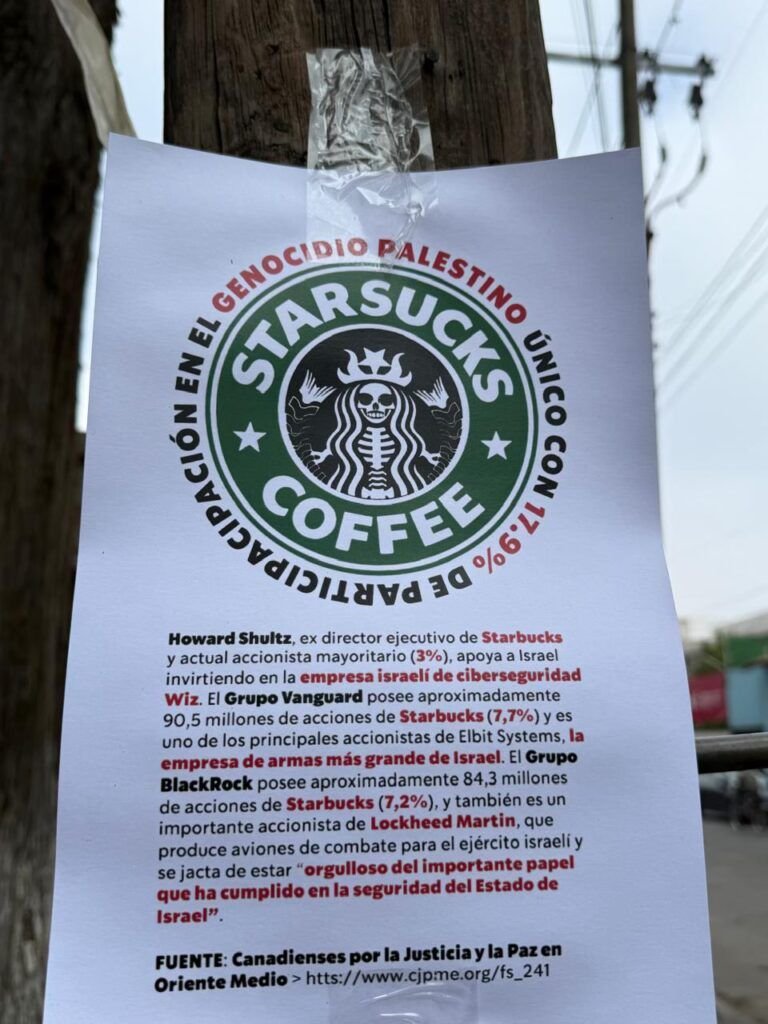 ÚNICO CON 17.9% DE PARTICIPACIPACIÓN EN EL GENOCIDIO PALESTINO
STARSUCKS
COFFEE
Howard Shultz, ex director ejecutivo de Starbucks
y actual accionista mayoritario (3%), apoya a Israel
invirtiendo en la empresa israelí de ciberseguridad
Wiz. El Grupo Vanguard posee aproximadamente
90,5 millones de acciones de Starbucks (7,7%) y es
uno de los principales accionistas de Elbit Systems, la
empresa de armas más grande de Israel. El Grupo
BlackRock posee aproximadamente 84,3 millones
de acciones de Starbucks (7,2%), y también es un
importante accionista de Lockheed Martin, que
produce aviones de combate para el ejército israelí y
se jacta de estar “orgulloso del importante papel
que ha cumplido en la seguridad del Estado de
Israel”.
FUENTE: Canadienses por la Justicia y la Paz en
Oriente Medio > htts://www.cjpme.org/fs_241